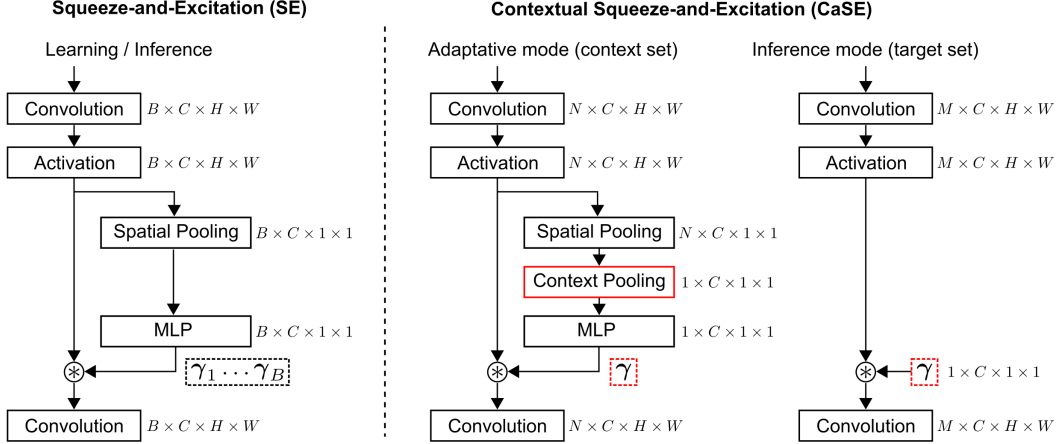 Squeeze-and-Excitation (SE)
Learning / Inference
Convolution B × C × H × W
Activation B × C × H × W
Spatial Pooling B × C × 1 × 1
MLP B × C × 1 × 1
γ₁ . . . γ_B
⊛
Convolution B × C × H × W
Contextual Squeeze-and-Excitation (CaSE)
Adaptative mode (context set)
Convolution N × C × H × W
Activation N × C × H × W
Spatial Pooling N × C × 1 × 1
Context Pooling 1 × C × 1 × 1
MLP 1 × C × 1 × 1
γ
⊛
Convolution N × C × H × W
Inference mode (target set)
Convolution M × C × H × W
Activation M × C × H × W
⊛ γ 1 × C × 1 × 1
Convolution M × C × H × W